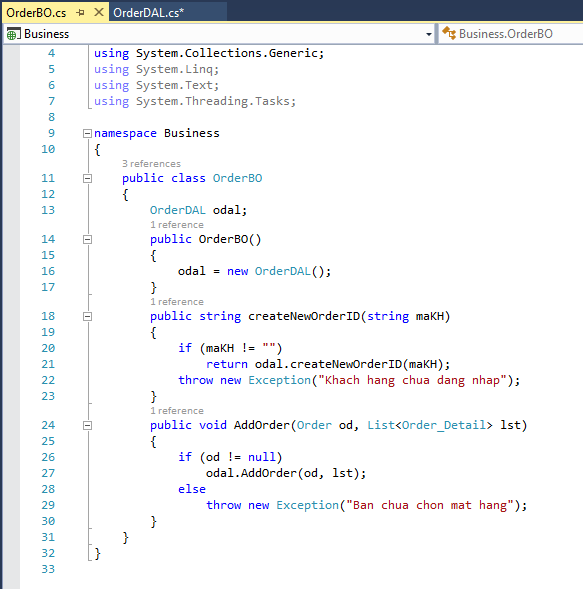 OrderBO.cs OrderDAL.cs*
Business Business.OrderBO
4 using System.Collections.Generic;
5 using System.Linq;
6 using System.Text;
7 using System.Threading.Tasks;
8
9 namespace Business
10 {
3 references
11 public class OrderBO
12 {
13 OrderDAL odal;
1 reference
14 public OrderBO()
15 {
16 odal = new OrderDAL();
17 }
1 reference
18 public string createNewOrderID(string maKH)
19 {
20 if (maKH != "")
21 return odal.createNewOrderID(maKH);
22 throw new Exception("Khach hang chua dang nhap");
23 }
1 reference
24 public void AddOrder(Order od, List<Order_Detail> lst)
25 {
26 if (od != null)
27 odal.AddOrder(od, lst);
28 else
29 throw new Exception("Ban chua chon mat hang");
30 }
31 }
32 }
33